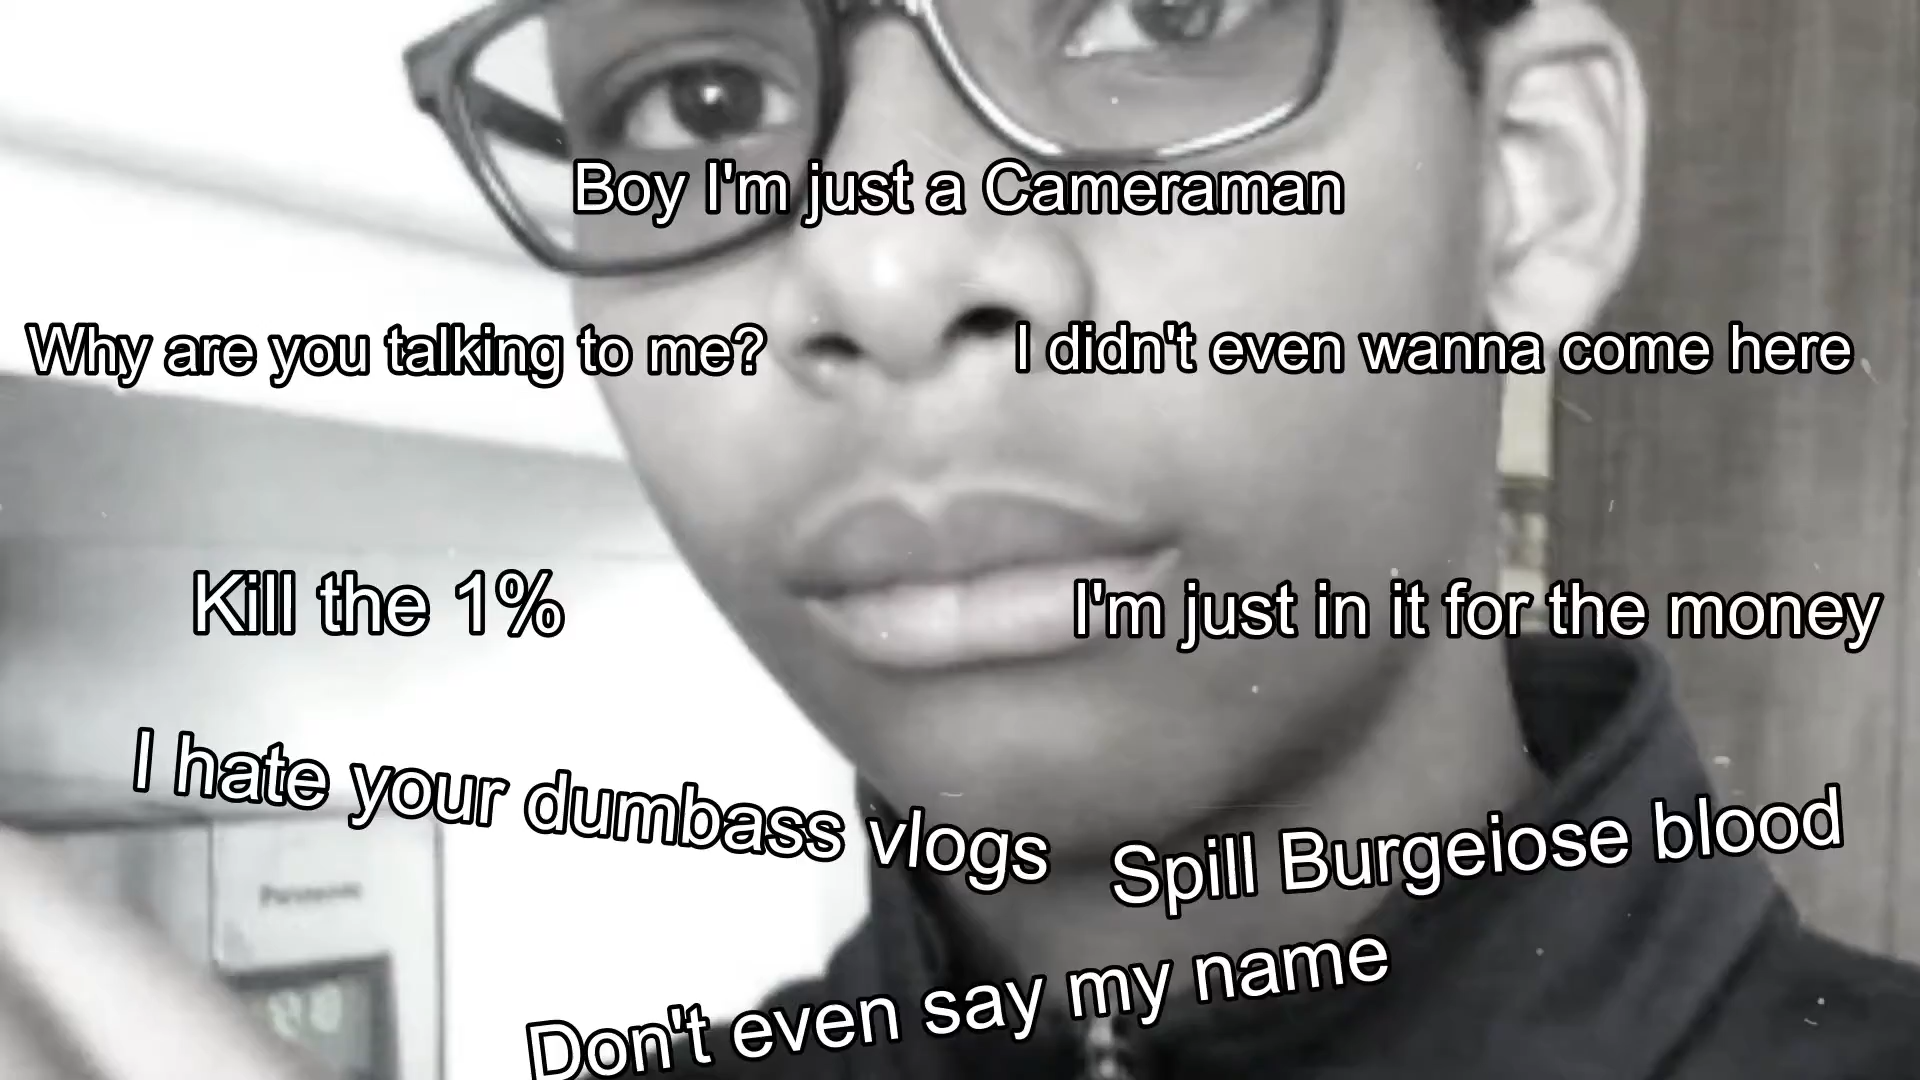 Boy I'm just a Cameraman
Why are you talking to me?
I didn't even wanna come here
Kill the 1%
I'm just in it for the money
I hate your dumbass vlogs
Spill Burgeiose blood
Don't even say my name
Panasonic